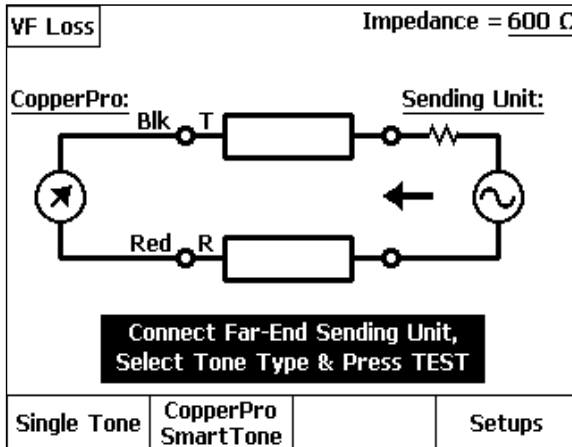 VF Loss
Impedance = 600 Ω
CopperPro:
Sending Unit:
Blk T
Red R
Connect Far-End Sending Unit,
Select Tone Type & Press TEST
Single Tone
CopperPro
SmartTone
Setups